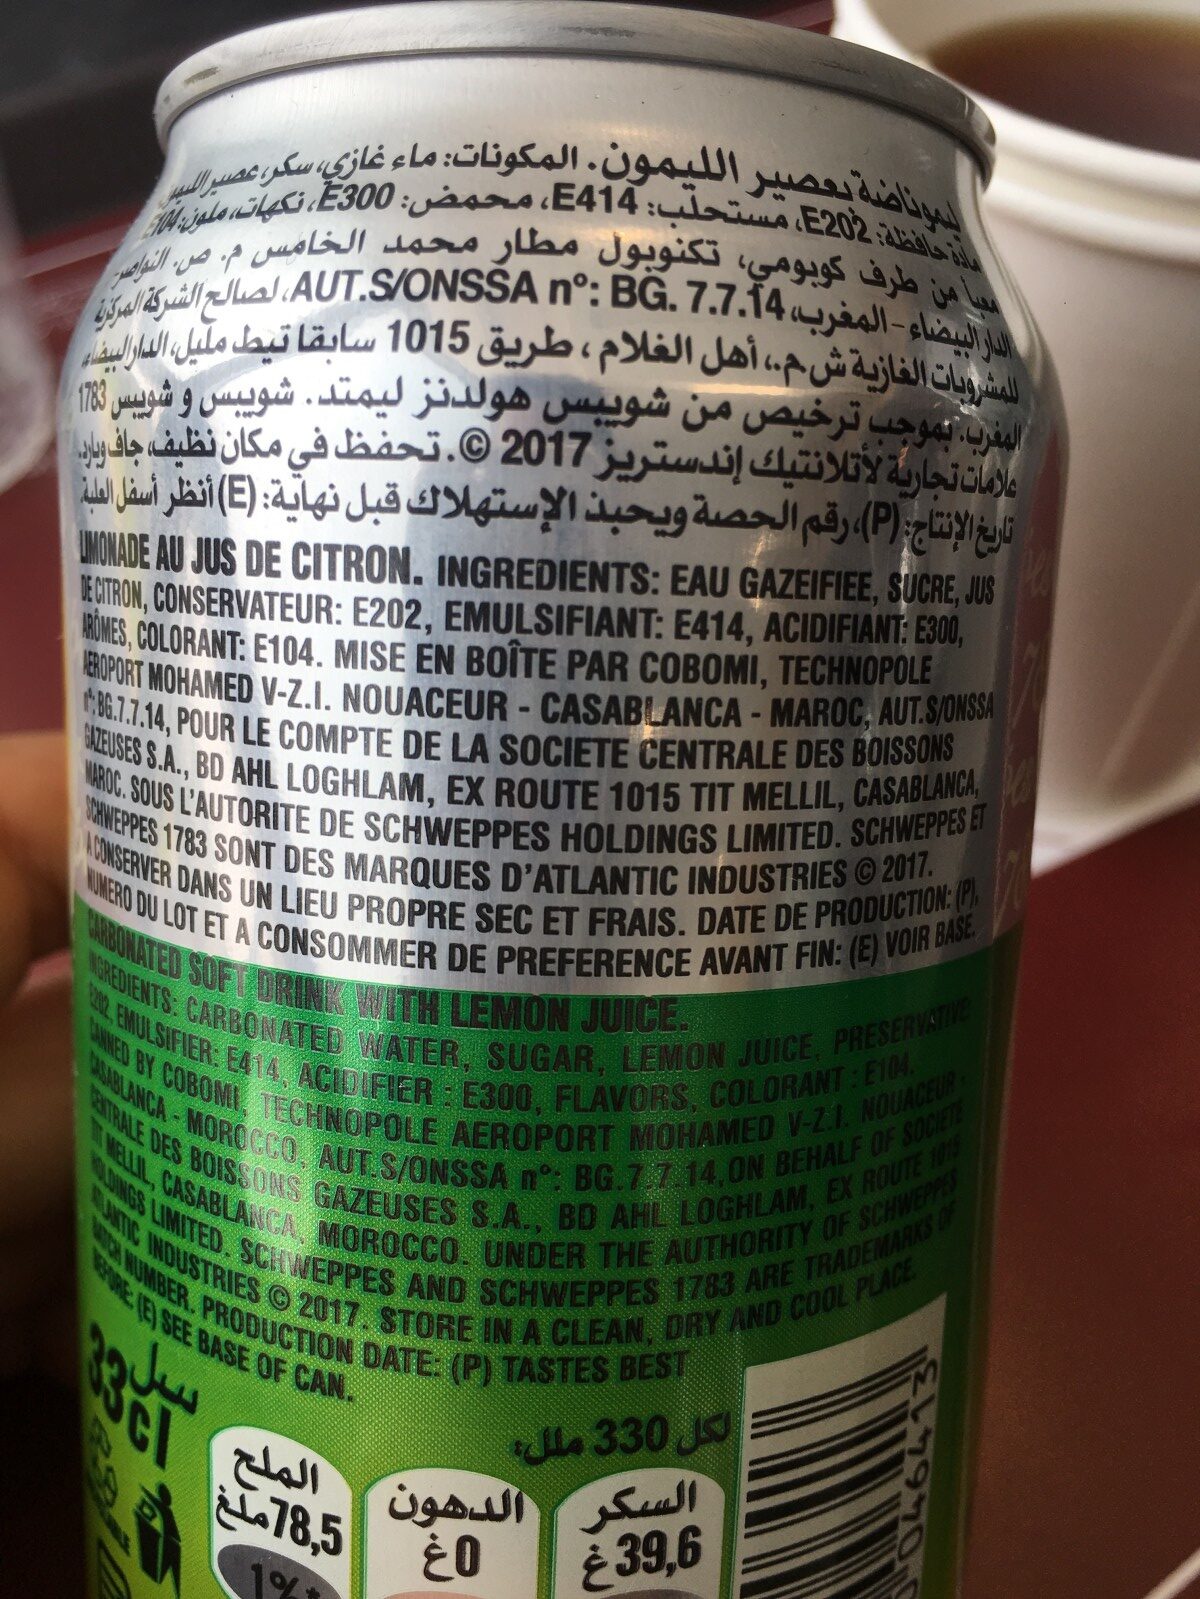 ليموناضة بعصير الليمون. المكونات: ماء غازي، سكر، عصير الليمون
مادة حافظة: E202، مستحلب: E414، محمض: E300، نكهات، ملون: E104
معبأ من طرف كوبومي، تكنوبول مطار محمد الخامس م. ص. النواصر
الدار البيضاء - المغرب، AUT.S/ONSSA n°: BG. 7.7.14، لصالح الشركة المركزية
للمشروبات الغازية ش.م.، أهل الغلام، طريق 1015 سابقا تيط مليل، الدار البيضاء،
المغرب. بموجب ترخيص من شويبس هولدنز ليمتد. شويبس و شويبس 1783
علامات تجارية لأتلانتيك إندستريز 2017 ©. تحفظ في مكان نظيف، جاف وبارد.
تاريخ الإنتاج: (P)، رقم الحصة ويحبذ الإستهلاك قبل نهاية: (E) أنظر أسفل العلبة.
LIMONADE AU JUS DE CITRON. INGREDIENTS: EAU GAZEIFIEE, SUCRE, JUS
DE CITRON, CONSERVATEUR: E202, EMULSIFIANT: E414, ACIDIFIANT: E300,
ARÔMES, COLORANT: E104. MISE EN BOÎTE PAR COBOMI, TECHNOPOLE
AEROPORT MOHAMED V-Z.I. NOUACEUR - CASABLANCA - MAROC, AUT.S/ONSSA
n°: BG.7.7.14, POUR LE COMPTE DE LA SOCIETE CENTRALE DES BOISSONS
GAZEUSES S.A., BD AHL LOGHLAM, EX ROUTE 1015 TIT MELLIL, CASABLANCA,
MAROC. SOUS L'AUTORITE DE SCHWEPPES HOLDINGS LIMITED. SCHWEPPES ET
SCHWEPPES 1783 SONT DES MARQUES D'ATLANTIC INDUSTRIES © 2017.
A CONSERVER DANS UN LIEU PROPRE SEC ET FRAIS. DATE DE PRODUCTION: (P),
NUMERO DU LOT ET A CONSOMMER DE PREFERENCE AVANT FIN: (E) VOIR BASE.
CARBONATED SOFT DRINK WITH LEMON JUICE.
INGREDIENTS: CARBONATED WATER, SUGAR, LEMON JUICE, PRESERVATIVE:
E202, EMULSIFIER: E414, ACIDIFIER : E300, FLAVORS, COLORANT : E104.
CANNED BY COBOMI, TECHNOPOLE AEROPORT MOHAMED V-Z.I. NOUACEUR -
CASABLANCA - MOROCCO, AUT.S/ONSSA n°: BG.7.7.14, ON BEHALF OF SOCIETE
CENTRALE DES BOISSONS GAZEUSES S.A., BD AHL LOGHLAM, EX ROUTE 1015
TIT MELLIL, CASABLANCA, MOROCCO. UNDER THE AUTHORITY OF SCHWEPPES
HOLDINGS LIMITED. SCHWEPPES AND SCHWEPPES 1783 ARE TRADEMARKS OF
ATLANTIC INDUSTRIES © 2017. STORE IN A CLEAN, DRY AND COOL PLACE.
BATCH NUMBER. PRODUCTION DATE: (P) TASTES BEST
BEFORE: (E) SEE BASE OF CAN.
33 سل
cl
لكل 330 ملل:
الملح
78,5 ملغ
1%*
الدهون
0 غ
السكر
39,6 غ
046413